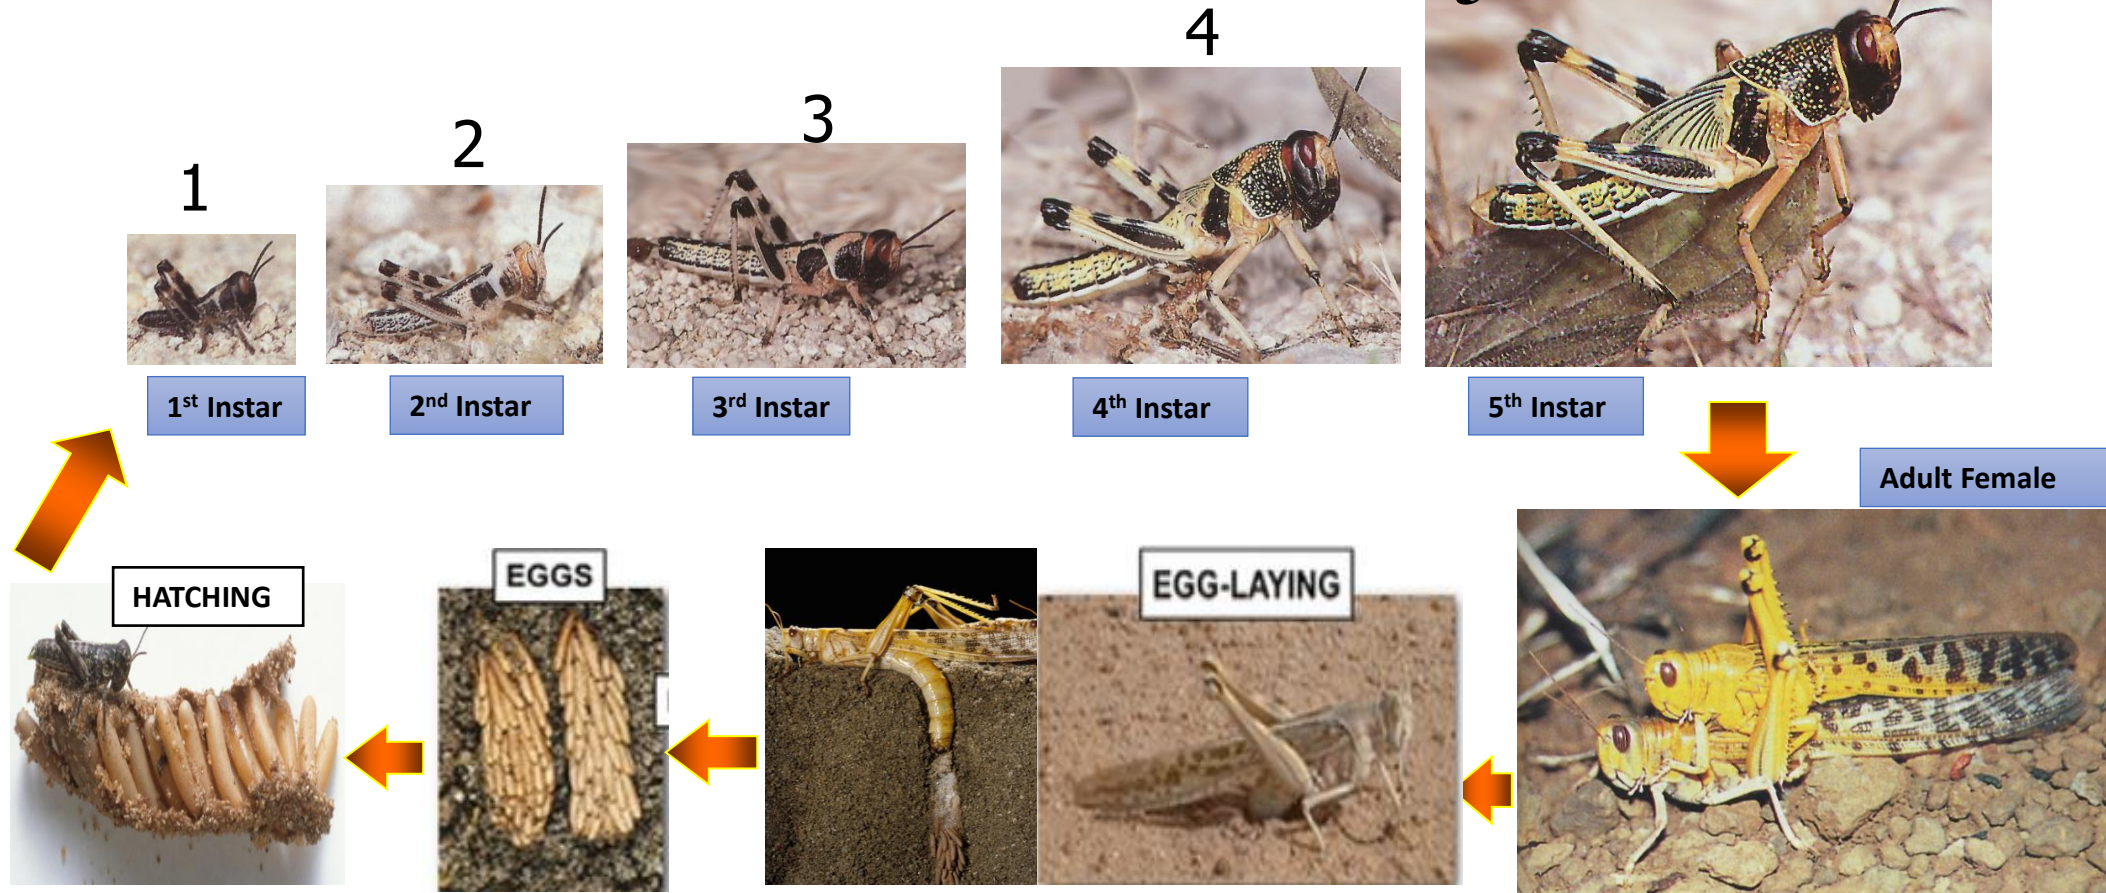 1
2
3
4
1st Instar
2nd Instar
3rd Instar
4th Instar
5th Instar
Adult Female
HATCHING
EGGS
EGG-LAYING